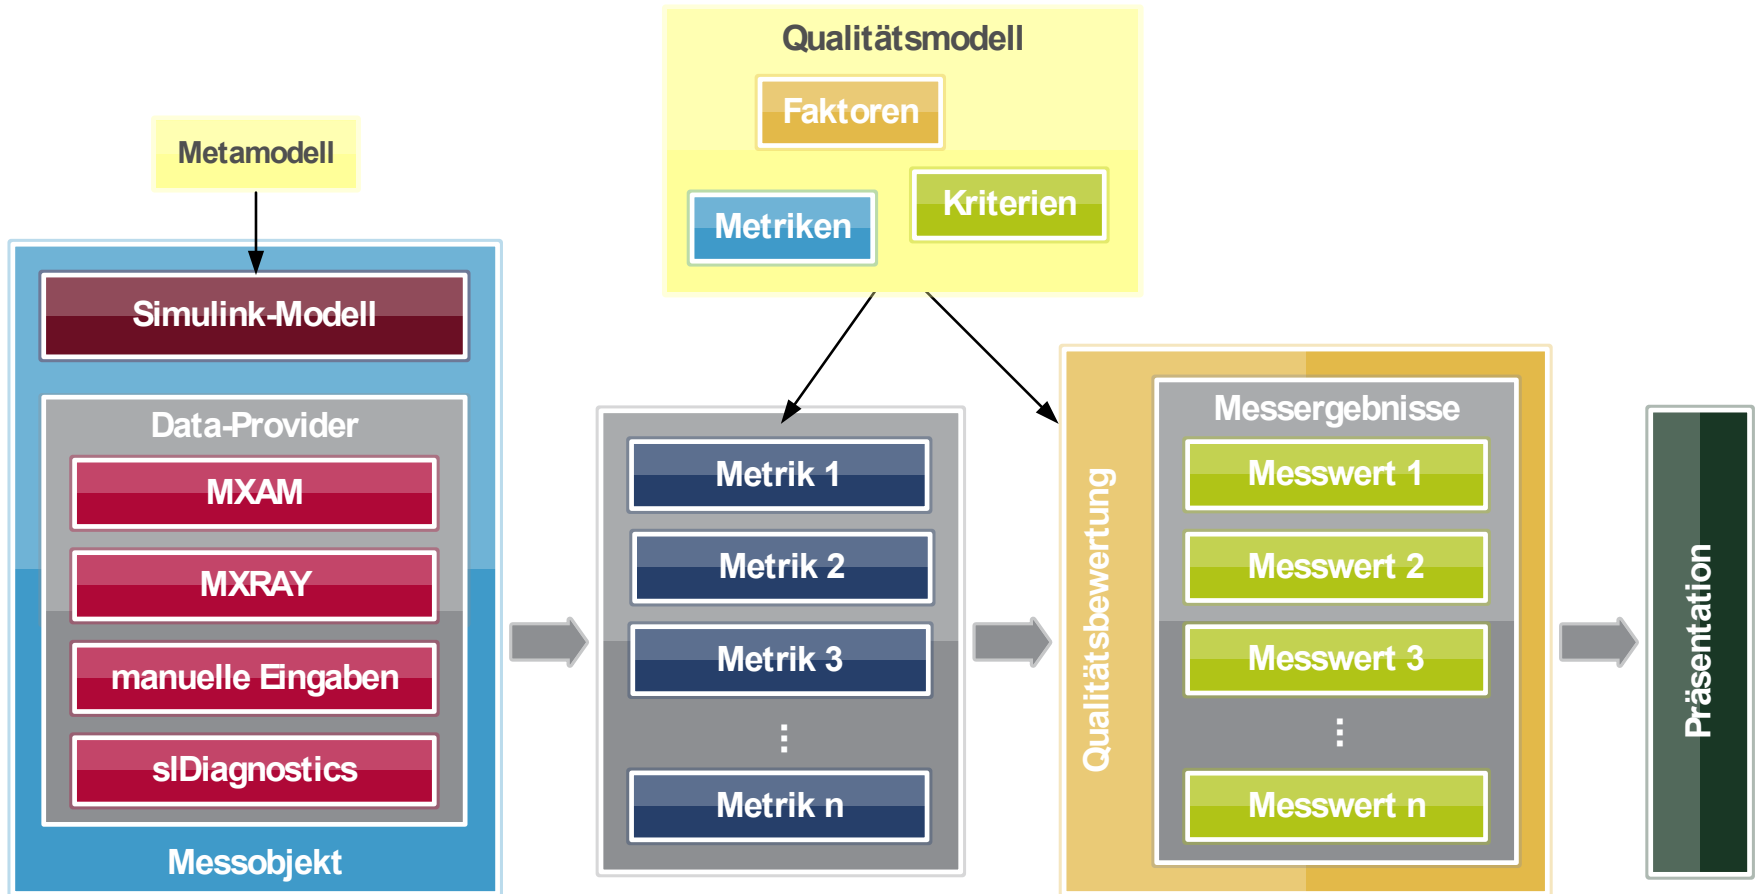 Qualitätsmodell
Faktoren
Metriken
Kriterien
Metamodell
Simulink-Modell
Data-Provider
MXAM
MXRAY
manuelle Eingaben
slDiagnostics
Messobjekt
Metrik 1
Metrik 2
Metrik 3
...
Metrik n
Qualitätsbewertung
Messergebnisse
Messwert 1
Messwert 2
Messwert 3
...
Messwert n
Präsentation